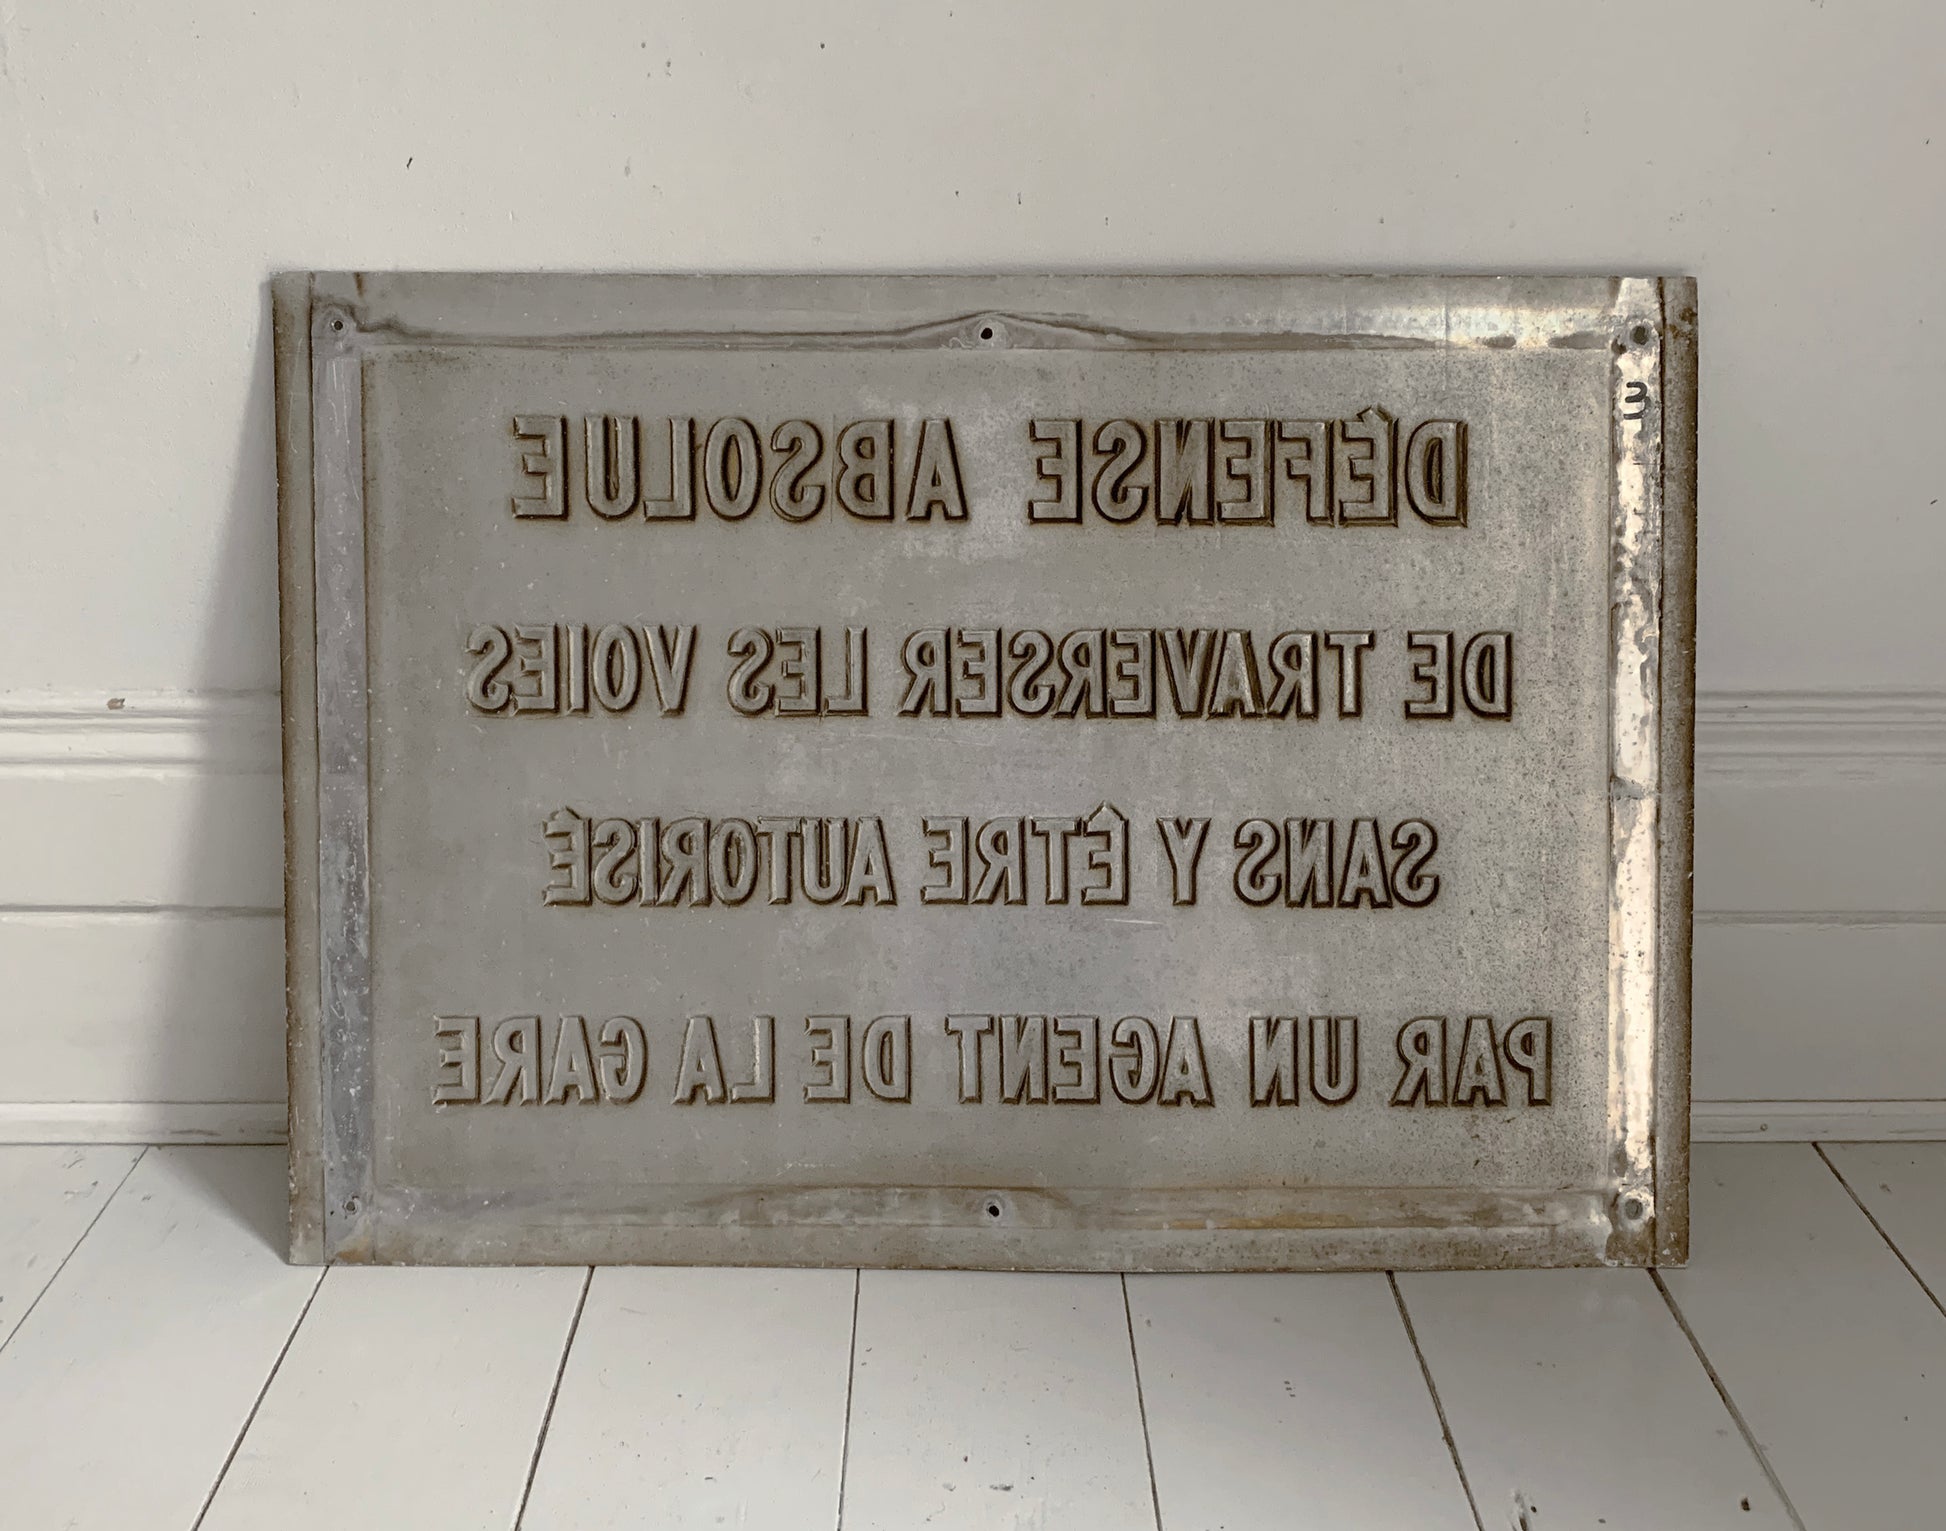 DÉFENSE ABSOLUE
DE TRAVERSER LES VOIES
SANS Y ÊTRE AUTORISÉ
PAR UN AGENT DE LA GARE